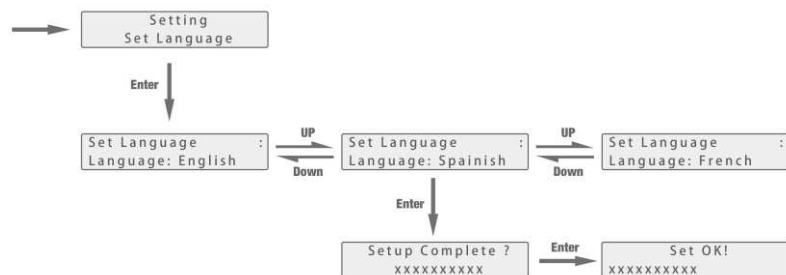 Setting
Set Language
Enter
Set Language :
Language: English
UP
Down
Set Language :
Language: Spainish
UP
Down
Set Language :
Language: French
Enter
Setup Complete ?
xxxxxxxxxx
Enter
Set OK!
xxxxxxxxxx